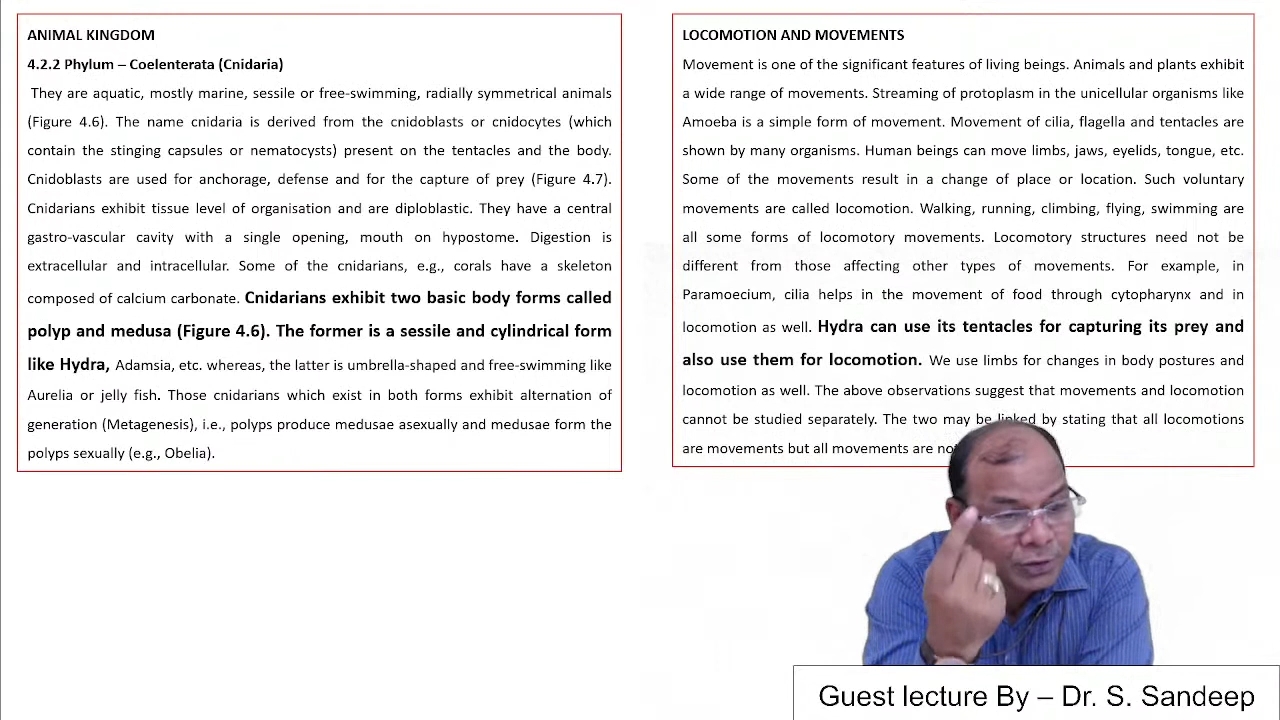 ANIMAL KINGDOM
4.2.2 Phylum – Coelenterata (Cnidaria)
They are aquatic, mostly marine, sessile or free-swimming, radially symmetrical animals
(Figure 4.6). The name cnidaria is derived from the cnidoblasts or cnidocytes (which
contain the stinging capsules or nematocysts) present on the tentacles and the body.
Cnidoblasts are used for anchorage, defense and for the capture of prey (Figure 4.7).
Cnidarians exhibit tissue level of organisation and are diploblastic. They have a central
gastro-vascular cavity with a single opening, mouth on hypostome. Digestion is
extracellular and intracellular. Some of the cnidarians, e.g., corals have a skeleton
composed of calcium carbonate. Cnidarians exhibit two basic body forms called
polyp and medusa (Figure 4.6). The former is a sessile and cylindrical form
like Hydra, Adamsia, etc. whereas, the latter is umbrella-shaped and free-swimming like
Aurelia or jelly fish. Those cnidarians which exist in both forms exhibit alternation of
generation (Metagenesis), i.e., polyps produce medusae asexually and medusae form the
polyps sexually (e.g., Obelia).
LOCOMOTION AND MOVEMENTS
Movement is one of the significant features of living beings. Animals and plants exhibit
a wide range of movements. Streaming of protoplasm in the unicellular organisms like
Amoeba is a simple form of movement. Movement of cilia, flagella and tentacles are
shown by many organisms. Human beings can move limbs, jaws, eyelids, tongue, etc.
Some of the movements result in a change of place or location. Such voluntary
movements are called locomotion. Walking, running, climbing, flying, swimming are
all some forms of locomotory movements. Locomotory structures need not be
different from those affecting other types of movements. For example, in
Paramoecium, cilia helps in the movement of food through cytopharynx and in
locomotion as well. Hydra can use its tentacles for capturing its prey and
also use them for locomotion. We use limbs for changes in body postures and
locomotion as well. The above observations suggest that movements and locomotion
cannot be studied separately. The two may be linked by stating that all locomotions
are movements but all movements are
Guest lecture By – Dr. S. Sandeep